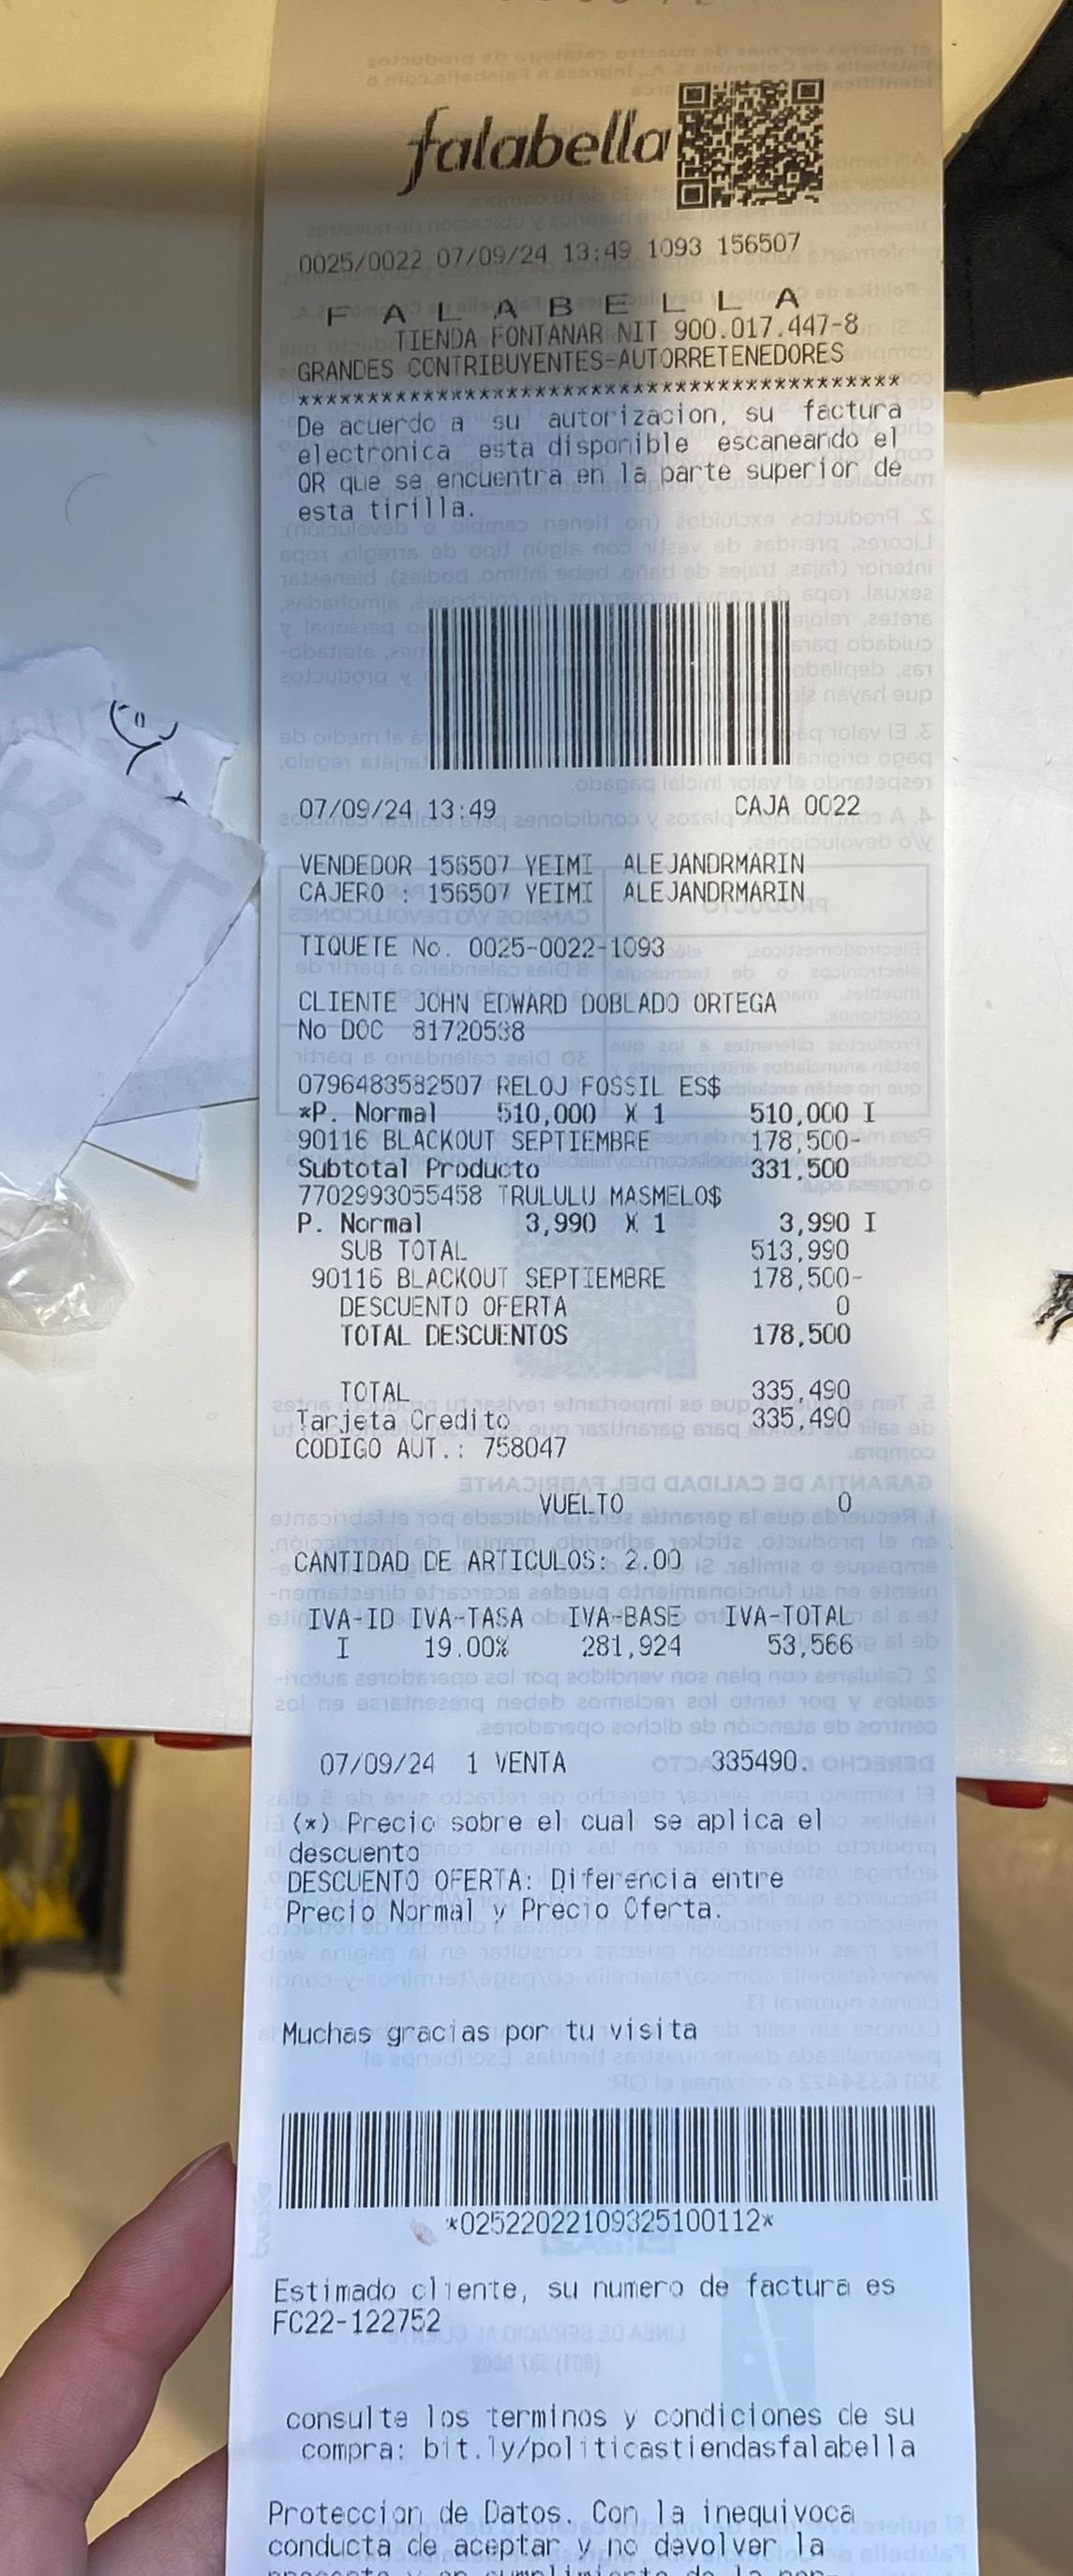 falabella
0025/0022 07/09/24 13:49 1093 156507
F A L A B E L L A
TIENDA FONTANAR NIT 900.017.447-8
GRANDES CONTRIBUYENTES-AUTORRETENEDORES
*******************************************
De acuerdo a su autorizacion, su factura
electronica esta disponible escaneando el
QR que se encuentra en la parte superior de
esta tirilla.
07/09/24 13:49 CAJA 0022
VENDEDOR 156507 YEIMI ALEJANDRMARIN
CAJERO : 156507 YEIMI ALEJANDRMARIN
TIQUETE No. 0025-0022-1093
CLIENTE JOHN EDWARD DOBLADO ORTEGA
No DOC 81720538
0796483582507 RELOJ FOSSIL ES$
*P. Normal 510,000 X 1 510,000 I
90116 BLACKOUT SEPTIEMBRE 178,500-
Subtotal Producto 331,500
7702993055458 TRULULU MASMELO$
P. Normal 3,990 X 1 3,990 I
SUB TOTAL 513,990
90116 BLACKOUT SEPTIEMBRE 178,500-
DESCUENTO OFERTA 0
TOTAL DESCUENTOS 178,500
TOTAL 335,490
Tarjeta Credito 335,490
CODIGO AUT.: 758047
VUELTO 0
CANTIDAD DE ARTICULOS: 2.00
IVA-ID IVA-TASA IVA-BASE IVA-TOTAL
I 19.00% 281,924 53,566
07/09/24 1 VENTA 335490.
(*) Precio sobre el cual se aplica el
descuento
DESCUENTO OFERTA: Diferencia entre
Precio Normal y Precio Oferta.
Muchas gracias por tu visita
*02522022109325100112*
Estimado cliente, su numero de factura es
FC22-122752
consulte los terminos y condiciones de su
compra: bit.ly/politicastiendasfalabella
Proteccion de Datos. Con la inequivoca
conducta de aceptar y no devolver la